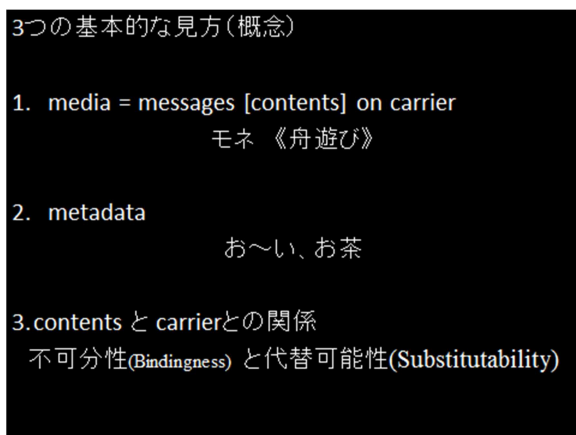 3つの基本的な見方（概念）
1. media = messages [contents] on carrier
モネ 《舟遊び》
2. metadata
お～い、お茶
3.contents と carrierとの関係
不可分性(Bindingness) と代替可能性(Substitutability)